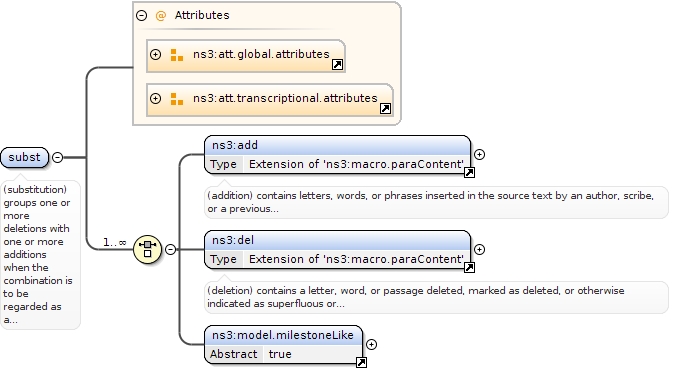 Attributes
ns3:att.global.attributes
ns3:att.transcriptional.attributes
subst
(substitution)
groups one or
more
deletions with
one or more
additions
when the
combination is
to be
regarded as
a...
1..∞
ns3:add
Type Extension of 'ns3:macro.paraContent'
(addition) contains letters, words, or phrases inserted in the source text by an author, scribe,
or a previous...
ns3:del
Type Extension of 'ns3:macro.paraContent'
(deletion) contains a letter, word, or passage deleted, marked as deleted, or otherwise
indicated as superfluous or...
ns3:model.milestoneLike
Abstract true